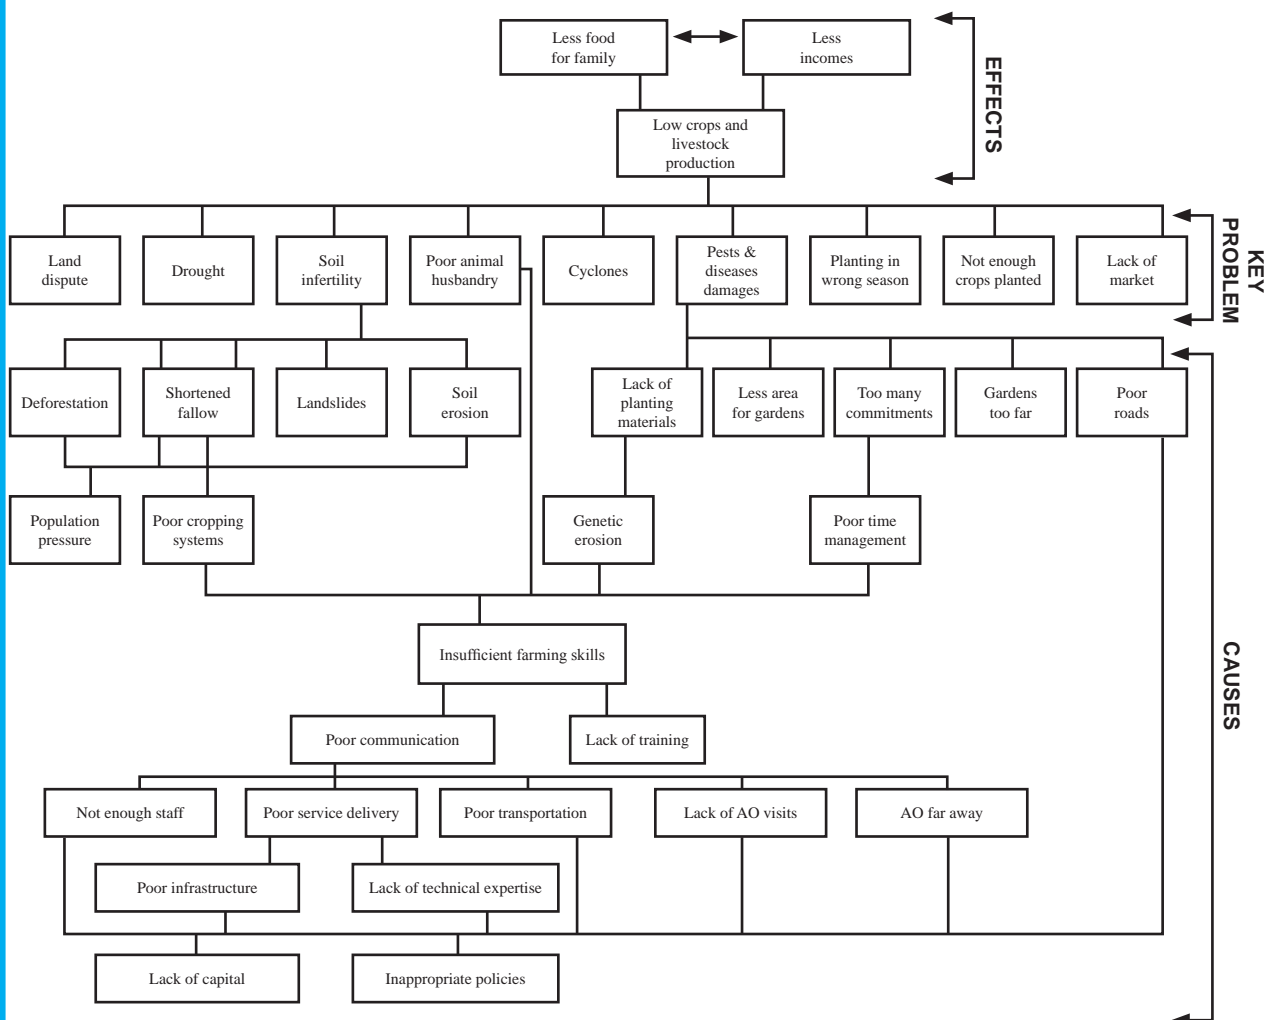 Less food
for family
Less
incomes
EFFECTS
Low crops and
livestock
production
KEY
PROBLEM
Land
dispute
Drought
Soil
infertility
Poor animal
husbandry
Cyclones
Pests &
diseases
damages
Planting in
wrong season
Not enough
crops planted
Lack of
market
Deforestation
Shortened
fallow
Landslides
Soil
erosion
Lack of
planting
materials
Less area
for gardens
Too many
commitments
Gardens
too far
Poor
roads
Population
pressure
Poor cropping
systems
Genetic
erosion
Poor time
management
CAUSES
Insufficient farming skills
Poor communication
Lack of training
Not enough staff
Poor service delivery
Poor transportation
Lack of AO visits
AO far away
Poor infrastructure
Lack of technical expertise
Lack of capital
Inappropriate policies